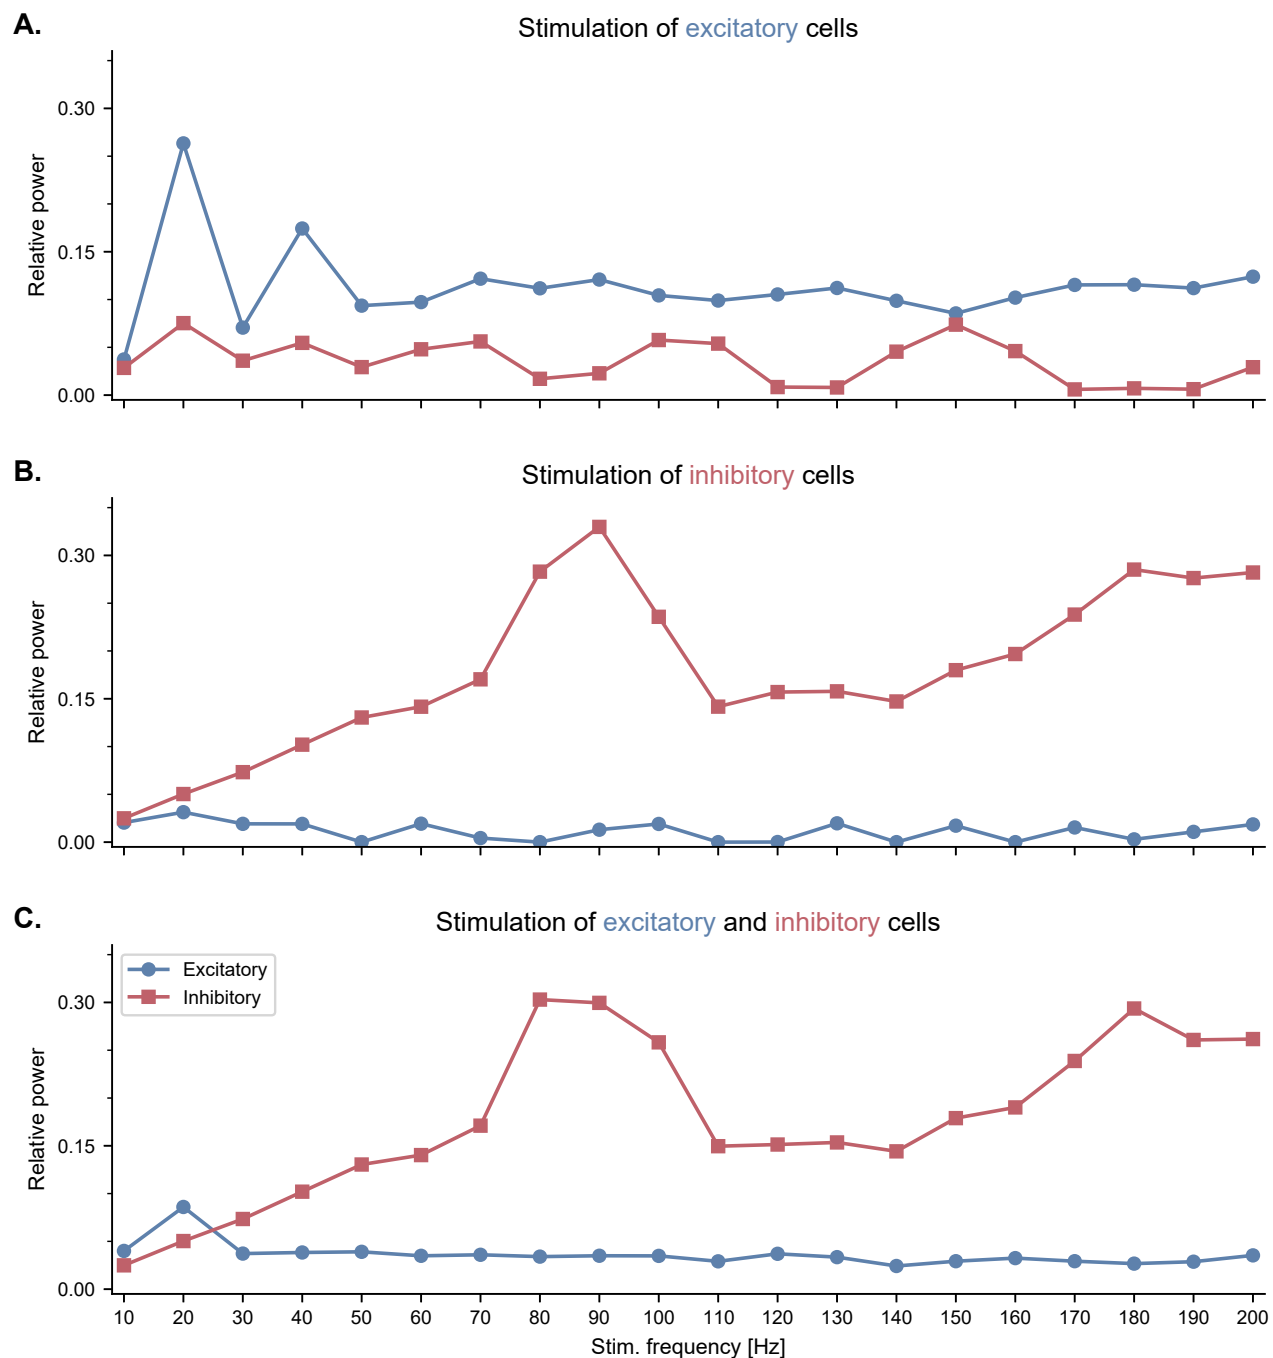 A.
Stimulation of excitatory cells
0.30
0.15
0.00
Relative power
B.
Stimulation of inhibitory cells
0.30
0.15
0.00
Relative power
C.
Stimulation of excitatory and inhibitory cells
Excitatory
Inhibitory
0.30
0.15
0.00
Relative power
10 20 30 40 50 60 70 80 90 100 110 120 130 140 150 160 170 180 190 200
Stim. frequency [Hz]